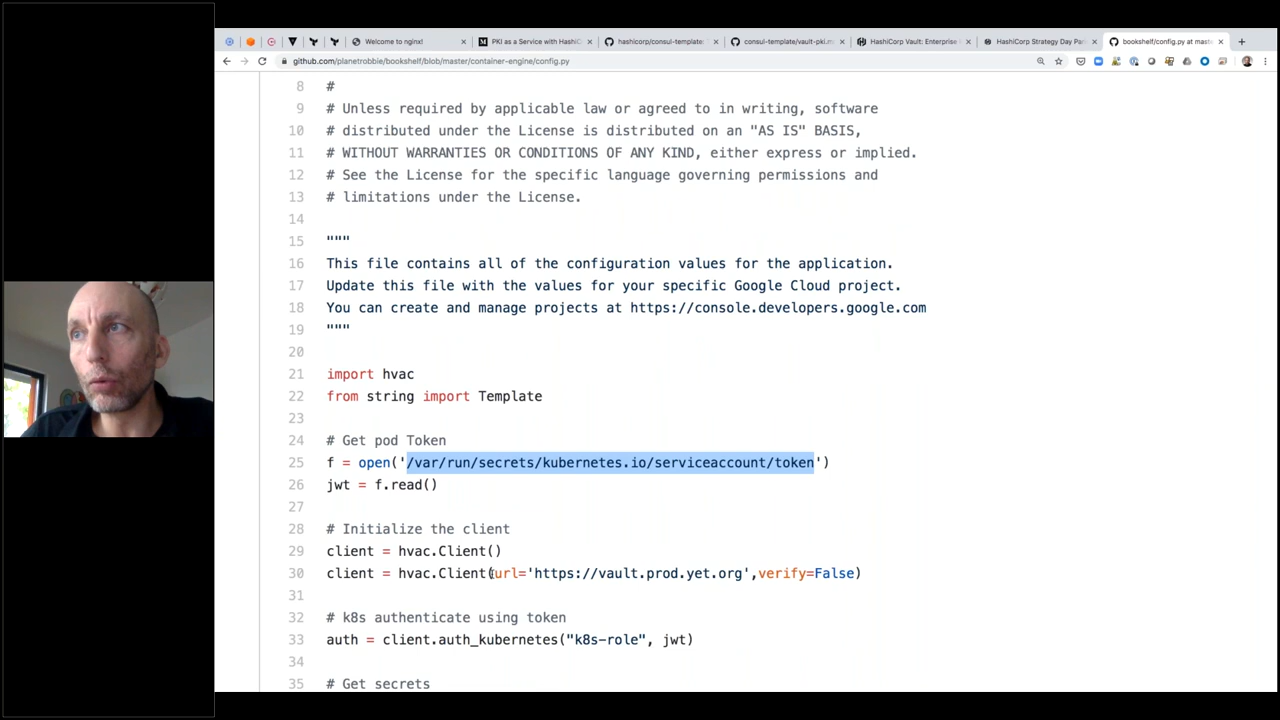 Welcome to nginx!
PKI as a Service with HashiC
hashicorp/consul-template:
consul-template/vault-pki.m
HashiCorp Vault: Enterprise
HashiCorp Strategy Day Pari
bookshelf/config.py at maste
github.com/planetrobbie/bookshelf/blob/master/container-engine/config.py
8 #
9 # Unless required by applicable law or agreed to in writing, software
10 # distributed under the License is distributed on an "AS IS" BASIS,
11 # WITHOUT WARRANTIES OR CONDITIONS OF ANY KIND, either express or implied.
12 # See the License for the specific language governing permissions and
13 # limitations under the License.
14
15 """
16 This file contains all of the configuration values for the application.
17 Update this file with the values for your specific Google Cloud project.
18 You can create and manage projects at https://console.developers.google.com
19 """
20
21 import hvac
22 from string import Template
23
24 # Get pod Token
25 f = open('/var/run/secrets/kubernetes.io/serviceaccount/token')
26 jwt = f.read()
27
28 # Initialize the client
29 client = hvac.Client()
30 client = hvac.Client(url='https://vault.prod.yet.org',verify=False)
31
32 # k8s authenticate using token
33 auth = client.auth_kubernetes("k8s-role", jwt)
34
35 # Get secrets